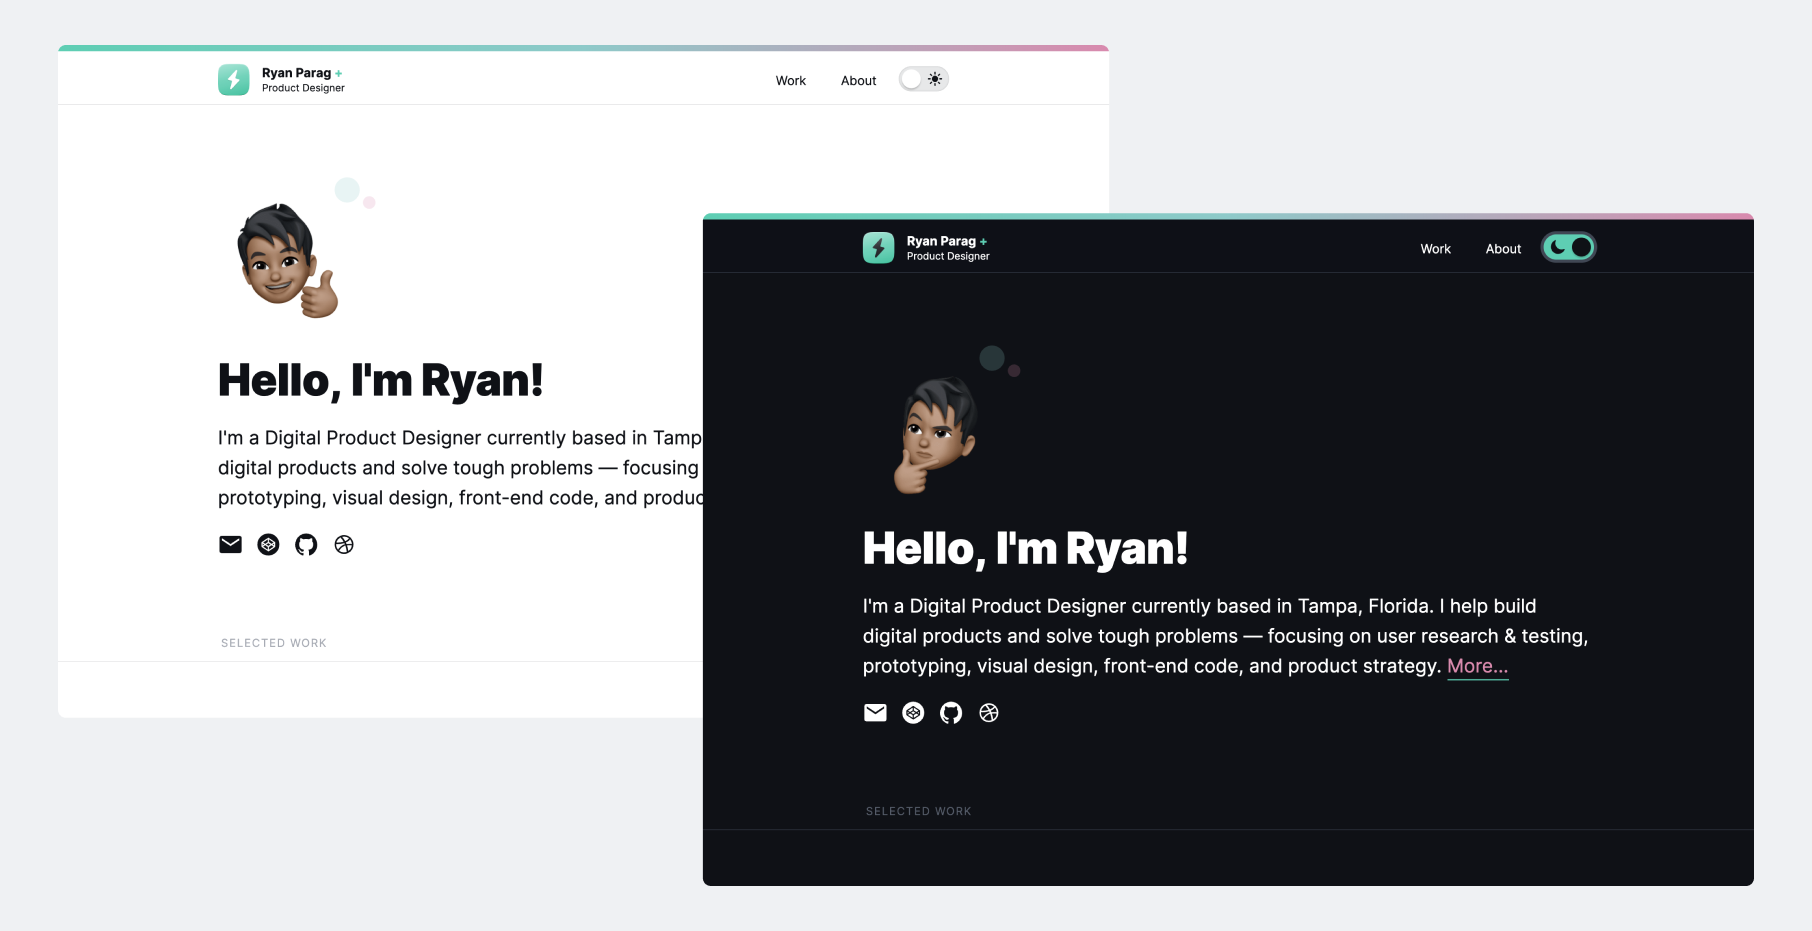 Ryan Parag +
Product Designer
Work
About
Hello, I'm Ryan!
I'm a Digital Product Designer currently based in Tamp
digital products and solve tough problems — focusing
prototyping, visual design, front-end code, and produc
SELECTED WORK
Ryan Parag +
Product Designer
Work
About
Hello, I'm Ryan!
I'm a Digital Product Designer currently based in Tampa, Florida. I help build
digital products and solve tough problems — focusing on user research & testing,
prototyping, visual design, front-end code, and product strategy. More...
SELECTED WORK